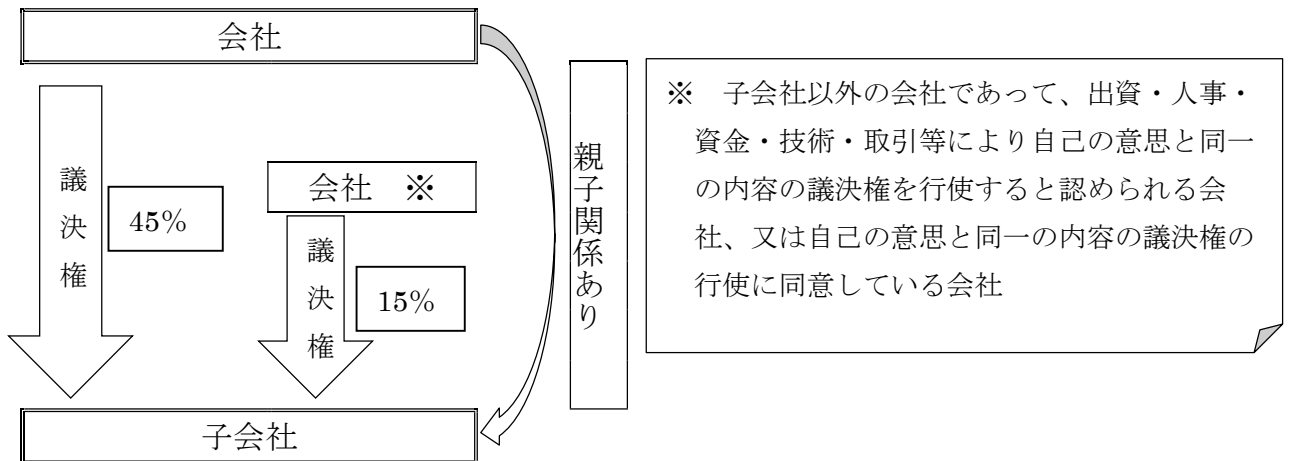 会社
議決権
45%
会社 ※
議決権
15%
親子関係あり
子会社
※ 子会社以外の会社であって、出資・人事・
資金・技術・取引等により自己の意思と同一
の内容の議決権を行使すると認められる会
社、又は自己の意思と同一の内容の議決権の
行使に同意している会社